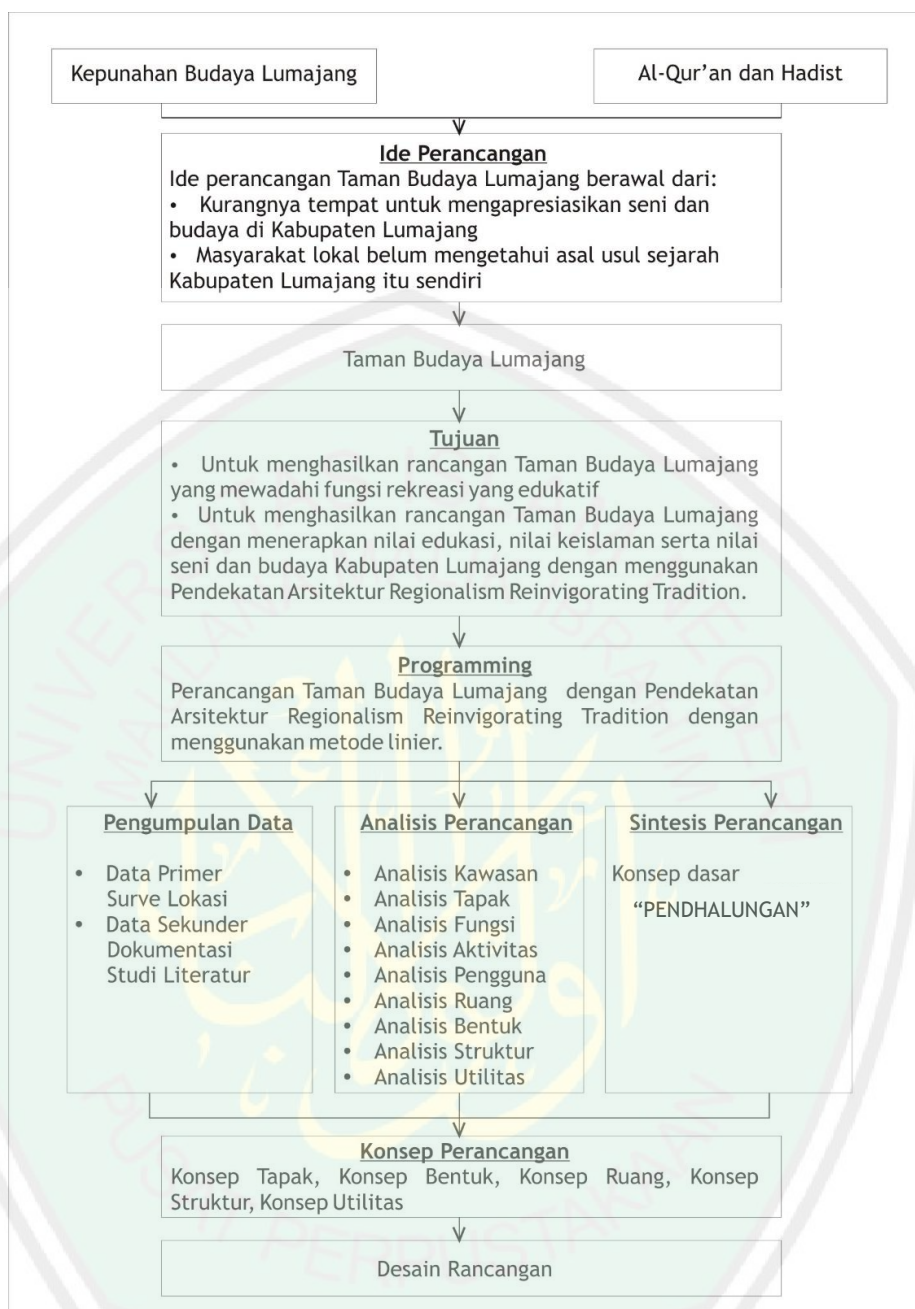 Kepunahan Budaya Lumajang
Al-Qur'an dan Hadist
Ide Perancangan
Ide perancangan Taman Budaya Lumajang berawal dari:
• Kurangnya tempat untuk mengapresiasikan seni dan
budaya di Kabupaten Lumajang
• Masyarakat lokal belum mengetahui asal usul sejarah
Kabupaten Lumajang itu sendiri
Taman Budaya Lumajang
Tujuan
• Untuk menghasilkan rancangan Taman Budaya Lumajang
yang mewadahi fungsi rekreasi yang edukatif
• Untuk menghasilkan rancangan Taman Budaya Lumajang
dengan menerapkan nilai edukasi, nilai keislaman serta nilai
seni dan budaya Kabupaten Lumajang dengan menggunakan
Pendekatan Arsitektur Regionalism Reinvigorating Tradition.
Programming
Perancangan Taman Budaya Lumajang dengan Pendekatan
Arsitektur Regionalism Reinvigorating Tradition dengan
menggunakan metode linier.
Pengumpulan Data
• Data Primer
Surve Lokasi
• Data Sekunder
Dokumentasi
Studi Literatur
Analisis Perancangan
• Analisis Kawasan
• Analisis Tapak
• Analisis Fungsi
• Analisis Aktivitas
• Analisis Pengguna
• Analisis Ruang
• Analisis Bentuk
• Analisis Struktur
• Analisis Utilitas
Sintesis Perancangan
Konsep dasar
“PENDHALUNGAN”
Konsep Perancangan
Konsep Tapak, Konsep Bentuk, Konsep Ruang, Konsep
Struktur, Konsep Utilitas
Desain Rancangan
PUSAT PERPUSTAKAAN